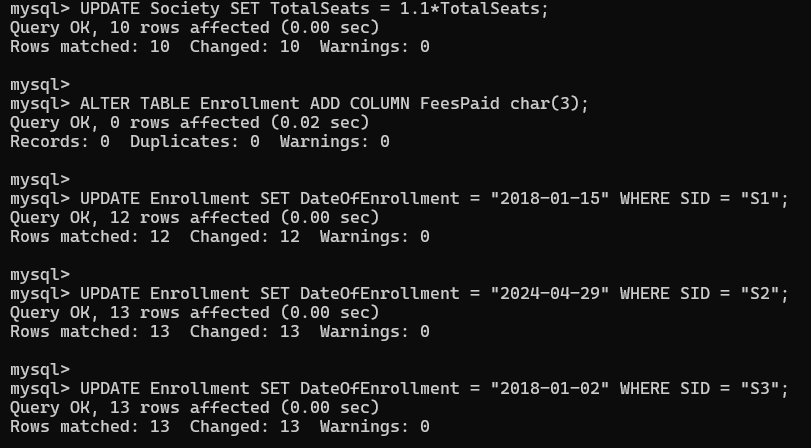 mysql> UPDATE Society SET TotalSeats = 1.1*TotalSeats;
Query OK, 10 rows affected (0.00 sec)
Rows matched: 10  Changed: 10  Warnings: 0

mysql>
mysql> ALTER TABLE Enrollment ADD COLUMN FeesPaid char(3);
Query OK, 0 rows affected (0.02 sec)
Records: 0  Duplicates: 0  Warnings: 0

mysql>
mysql> UPDATE Enrollment SET DateOfEnrollment = "2018-01-15" WHERE SID = "S1";
Query OK, 12 rows affected (0.00 sec)
Rows matched: 12  Changed: 12  Warnings: 0

mysql>
mysql> UPDATE Enrollment SET DateOfEnrollment = "2024-04-29" WHERE SID = "S2";
Query OK, 13 rows affected (0.00 sec)
Rows matched: 13  Changed: 13  Warnings: 0

mysql>
mysql> UPDATE Enrollment SET DateOfEnrollment = "2018-01-02" WHERE SID = "S3";
Query OK, 13 rows affected (0.00 sec)
Rows matched: 13  Changed: 13  Warnings: 0